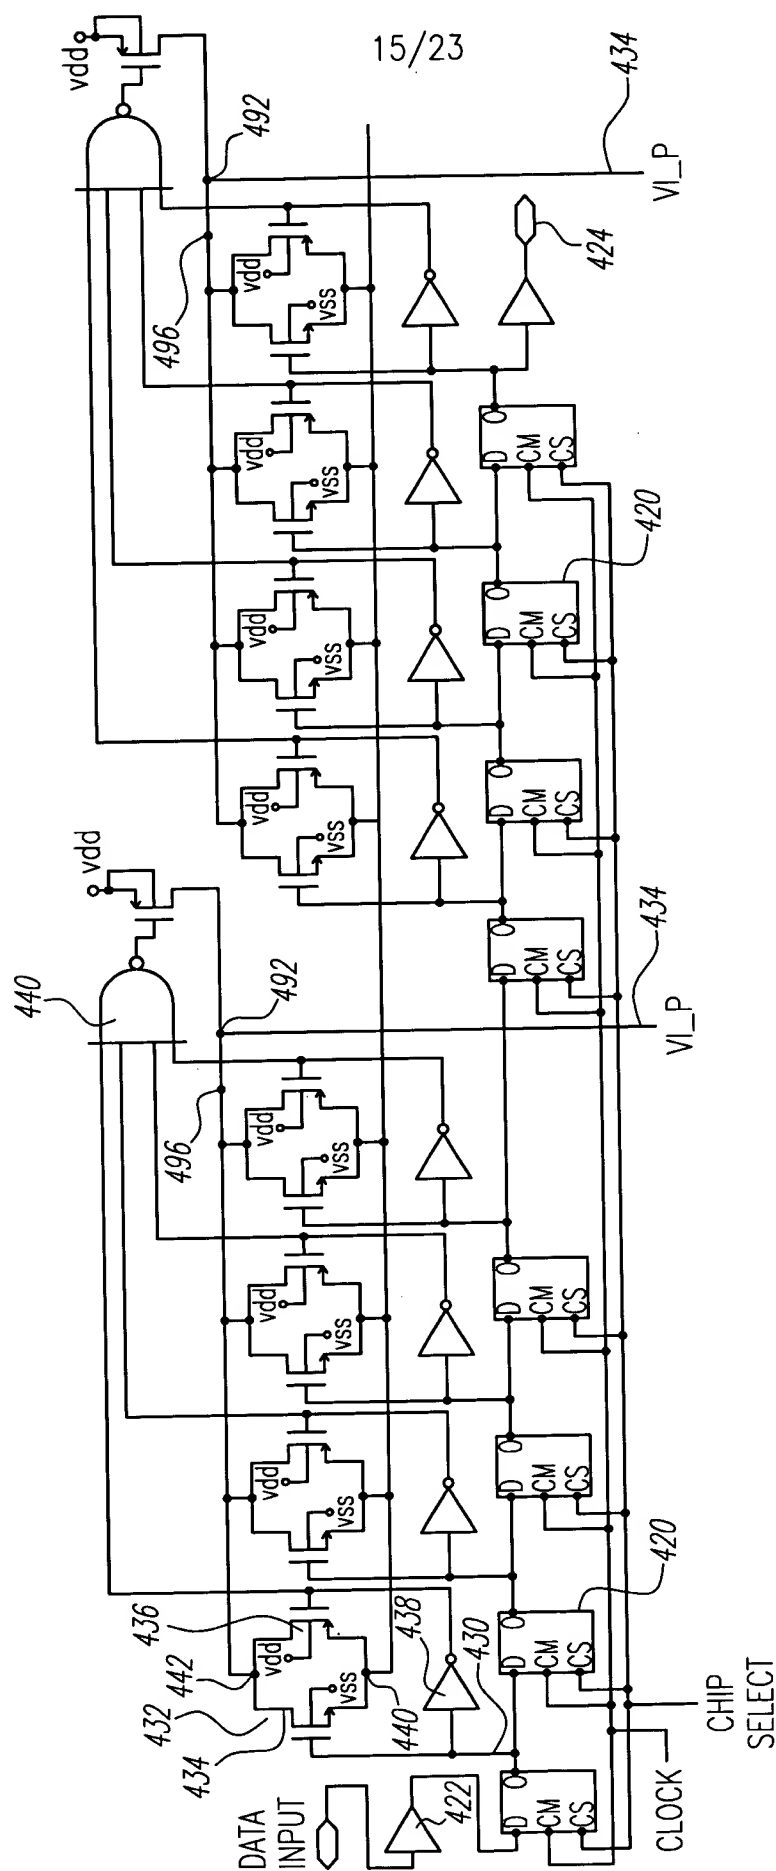 15/23
440
vdd
vdd
496
496
432
442
436
434
492
492
vdd
vss
vdd
vss
vdd
vss
vdd
vss
vdd
vss
vdd
vss
vdd
vss
vdd
vss
440
438
DATA
INPUT
422
430
424
D Q
CM
CS
D Q
CM
CS
420
D Q
CM
CS
D Q
CM
CS
D Q
CM
CS
D Q
CM
CS
D Q
CM
CS
420
D Q
CM
CS
VI_P
434
VI_P
434
CLOCK
CHIP
SELECT